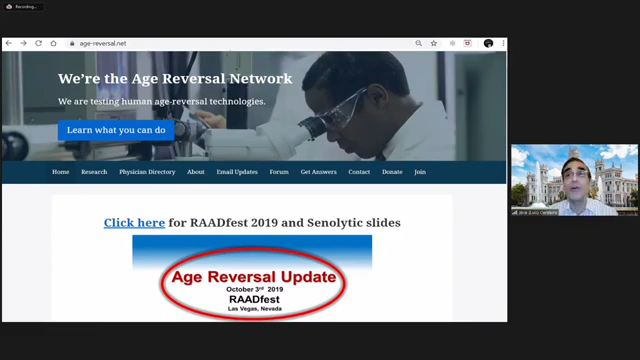 Recording...
age-reversal.net
We're the Age Reversal Network
We are testing human age-reversal technologies.
Learn what you can do
Home Research Physician Directory About Email Updates Forum Get Answers Contact Donate Join
Click here for RAADfest 2019 and Senolytic slides
Age Reversal Update
October 3rd 2019
RAADfest
Las Vegas, Nevada